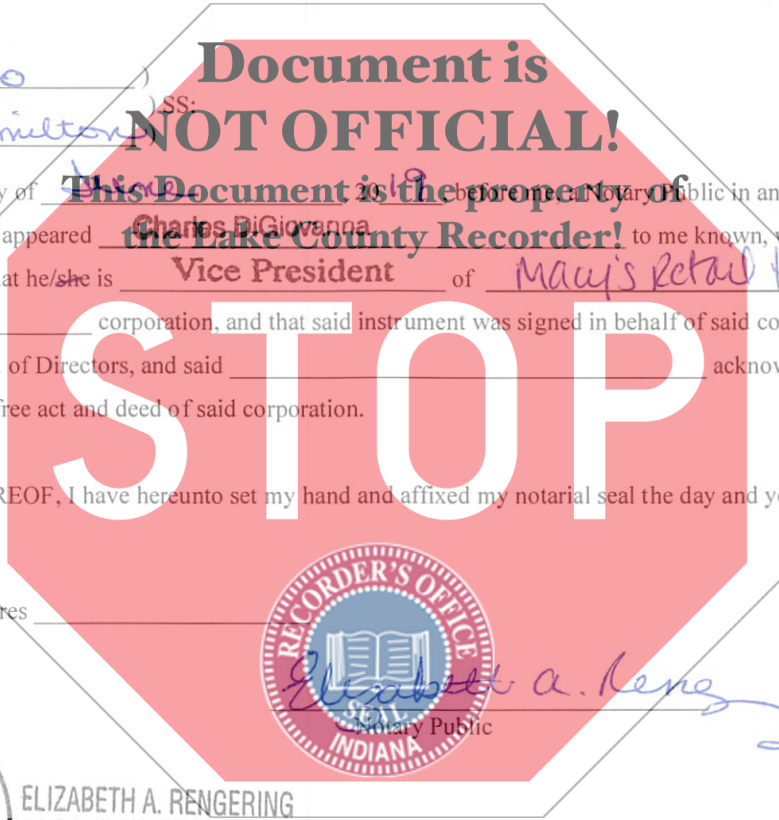 Document is
o )
) SS:
milton )
NOT OFFICIAL!
y of June, 2019, before me, a Notary Public in an
This Document is the property of
appeared Charles DiGiovanna to me known, w
the Lake County Recorder!
at he/she is Vice President of Macy's Retail H
corporation, and that said instrument was signed in behalf of said co
of Directors, and said acknow
free act and deed of said corporation.
STOP
REOF, I have hereunto set my hand and affixed my notarial seal the day and ye
res
RECORDER'S OFFICE
SEAL
INDIANA
Elizabeth A. Reng
Notary Public
ELIZABETH A. RENGERING